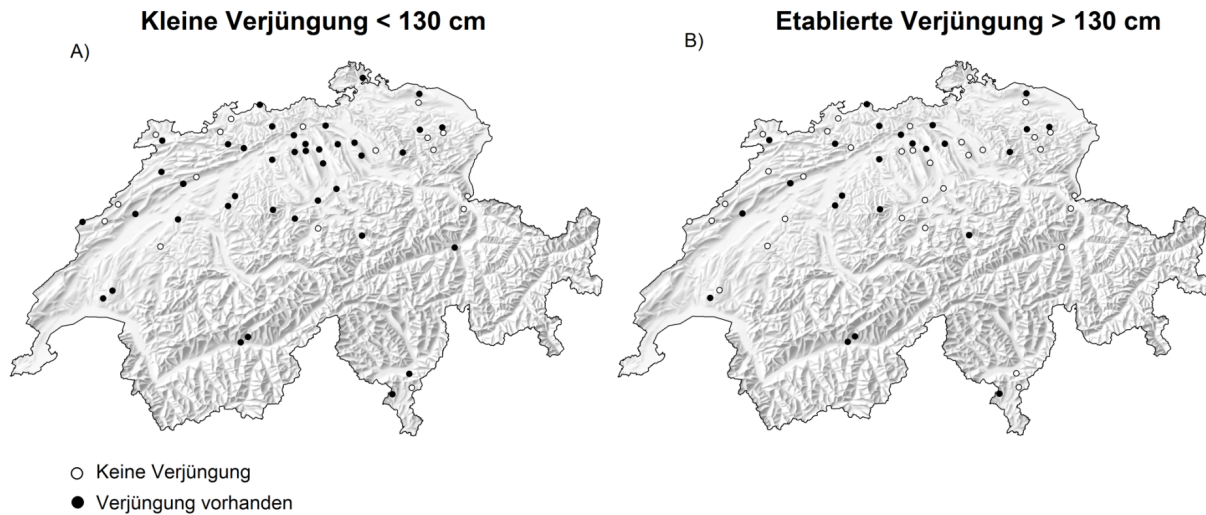 Kleine Verjüngung < 130 cm
Etablierte Verjüngung > 130 cm
A)
B)
Keine Verjüngung
Verjüngung vorhanden